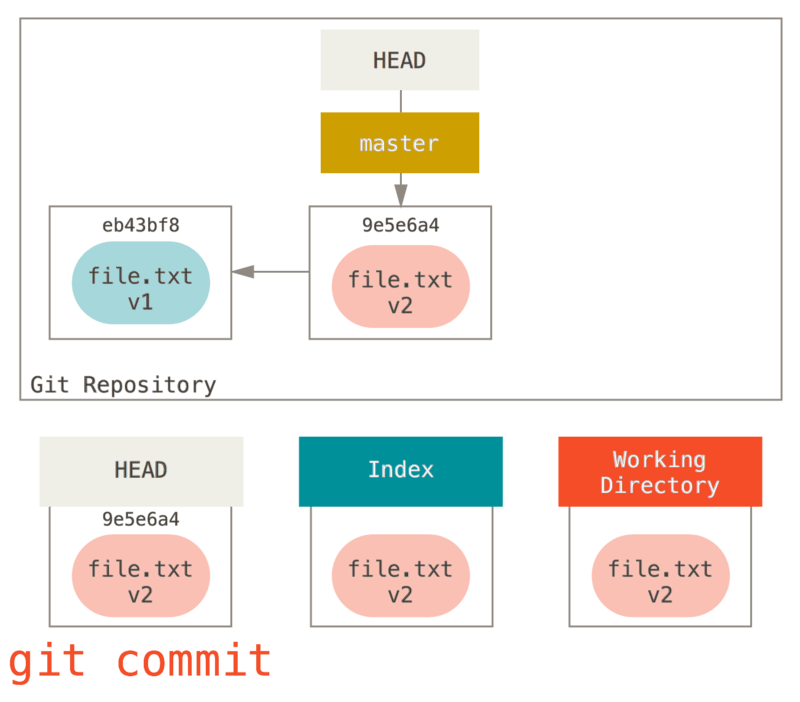 HEAD
master
eb43bf8
file.txt
v1
9e5e6a4
file.txt
v2
Git Repository
HEAD
9e5e6a4
file.txt
v2
Index
file.txt
v2
Working
Directory
file.txt
v2
git commit